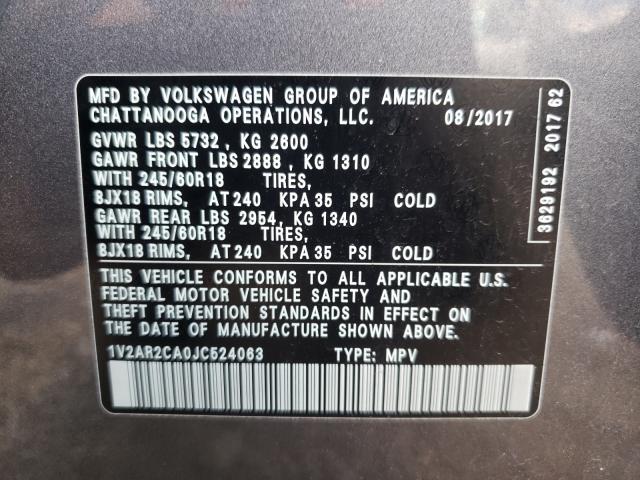 MFD BY VOLKSWAGEN GROUP OF AMERICA
CHATTANOOGA OPERATIONS, LLC. 08/2017
GVWR LBS 5732 , KG 2600
GAWR FRONT LBS 2888 , KG 1310
WITH 245/60R18 TIRES,
8JX18 RIMS, AT 240 KPA 35 PSI COLD
GAWR REAR LBS 2954, KG 1340
WITH 245/60R18 TIRES,
8JX18 RIMS, AT 240 KPA 35 PSI COLD
THIS VEHICLE CONFORMS TO ALL APPLICABLE U.S.
FEDERAL MOTOR VEHICLE SAFETY AND
THEFT PREVENTION STANDARDS IN EFFECT ON
THE DATE OF MANUFACTURE SHOWN ABOVE.
1V2AR2CA0JC524063 TYPE: MPV
3629192 2017 62